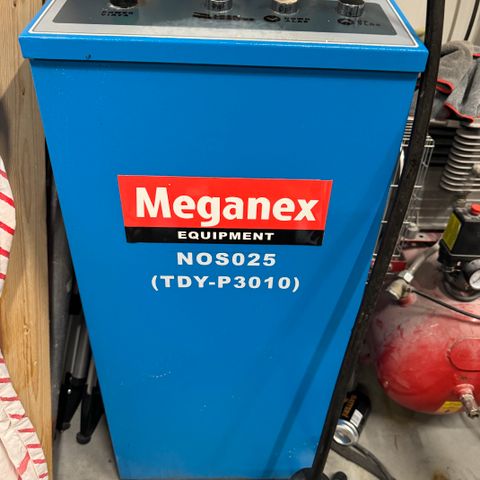 Meganex
EQUIPMENT
NOS025
(TDY-P3010)